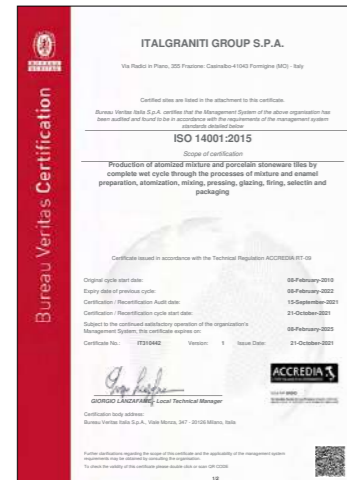 BUREAU
VERITAS
Bureau Veritas Certification
ITALGRANITI GROUP S.P.A.
Via Radici in Piano, 355 Frazione: Casinalbo-41043 Formigine (MO) - Italy
Certified sites are listed in the attachment to this certificate.
Bureau Veritas Italia S.p.A. certifies that the Management System of the above organisation has
been audited and found to be in accordance with the requirements of the management system
standards detailed below
ISO 14001:2015
Scope of certification
Production of atomized mixture and porcelain stoneware tiles by
complete wet cycle through the processes of mixture and enamel
preparation, atomization, mixing, pressing, glazing, firing, selectin and
packaging
Certificate issued in accordance with the Technical Regulation ACCREDIA RT-09
Original cycle start date: 08-February-2010
Expiry date of previous cycle: 08-February-2022
Certification / Recertification Audit date: 15-September-2021
Certification / Recertification cycle start date: 21-October-2021
Subject to the continued satisfactory operation of the organization's
Management System, this certificate expires on: 08-February-2025
Certificate No.: IT310442 Version: 1 Issue Date: 21-October-2021
ACCREDIA
GIORGIO LANZAFAME - Local Technical Manager
Certification body address:
Bureau Veritas Italia S.p.A., Viale Monza, 347 - 20126 Milano, Italia
Further clarifications regarding the scope of this certificate and the applicability of the management system
requirements may be obtained by consulting the organisation.
To check the validity of this certificate please double click or scan QR CODE
1/2